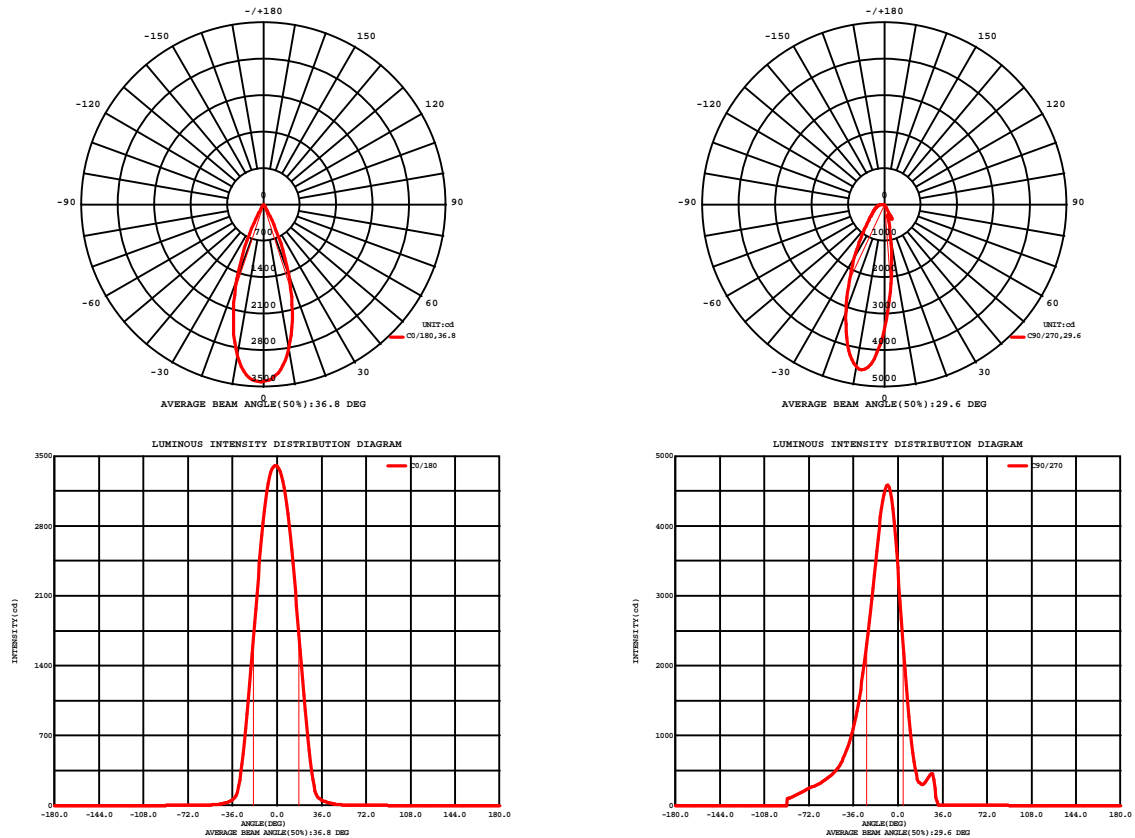 -/+180
-150 150
-120 120
-90 90
0
700
1400
2100
2800
3500
-60 60
-30 30
0
UNIT:cd
C0/180,36.8
AVERAGE BEAM ANGLE(50%):36.8 DEG
-/+180
-150 150
-120 120
-90 90
0
1000
2000
3000
4000
5000
-60 60
-30 30
0
UNIT:cd
C90/270,29.6
AVERAGE BEAM ANGLE(50%):29.6 DEG
LUMINOUS INTENSITY DISTRIBUTION DIAGRAM
C0/180
INTENSITY(cd)
3500
2800
2100
1400
700
0
-180.0 -144.0 -108.0 -72.0 -36.0 0.0 36.0 72.0 108.0 144.0 180.0
ANGLE(DEG)
AVERAGE BEAM ANGLE(50%):36.8 DEG
LUMINOUS INTENSITY DISTRIBUTION DIAGRAM
C90/270
INTENSITY(cd)
5000
4000
3000
2000
1000
0
-180.0 -144.0 -108.0 -72.0 -36.0 0.0 36.0 72.0 108.0 144.0 180.0
ANGLE(DEG)
AVERAGE BEAM ANGLE(50%):29.6 DEG